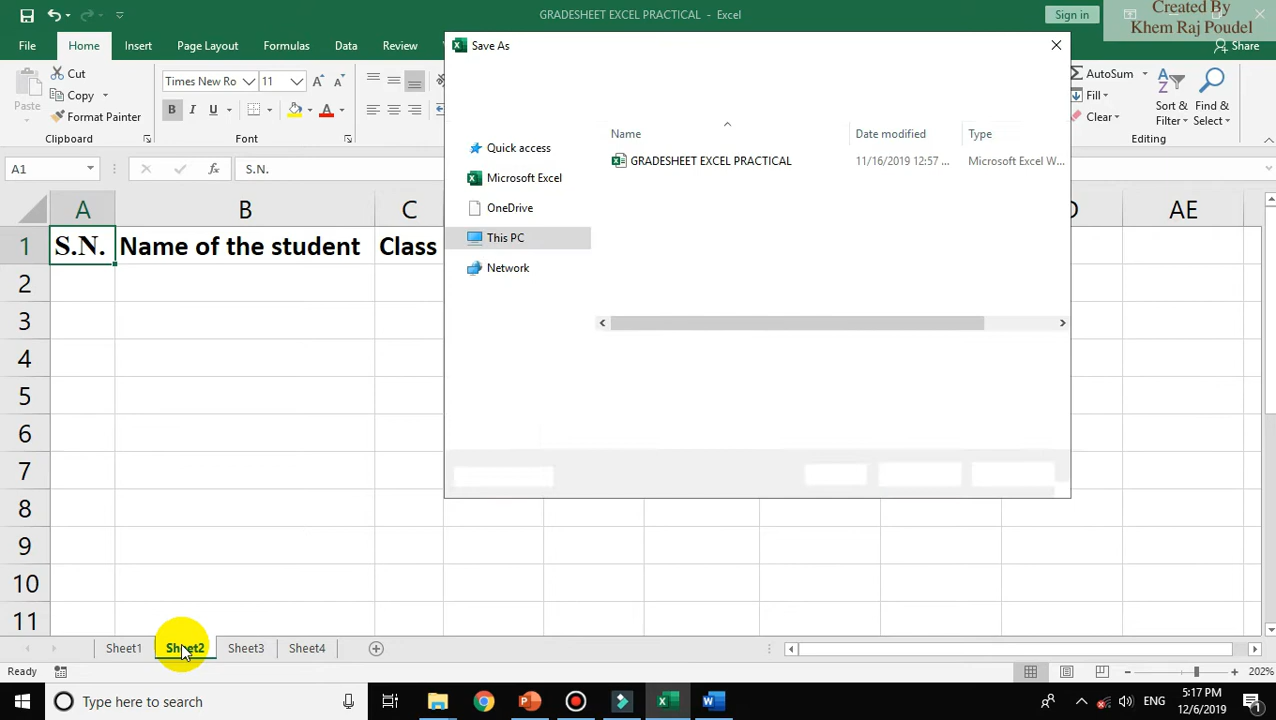 GRADESHEET EXCEL PRACTICAL - Excel
Sign in
Created By
Khem Raj Poudel
File Home Insert Page Layout Formulas Data Review
Share
Save As
Paste
Cut
Copy
Format Painter
Clipboard
Times New Ro 11
B I U
A
Font
AutoSum
Fill
Clear
Sort &
Filter
Find &
Select
Editing
Name Date modified Type
GRADESHEET EXCEL PRACTICAL 11/16/2019 12:57 ... Microsoft Excel W...
Quick access
Microsoft Excel
OneDrive
This PC
Network
A1 fx S.N.
A B C AE
1 S.N. Name of the student Class
2
3
4
5
6
7
8
9
10
11
Sheet1 Sheet2 Sheet3 Sheet4
Ready 202%
Type here to search
ENG
5:17 PM
12/6/2019
1